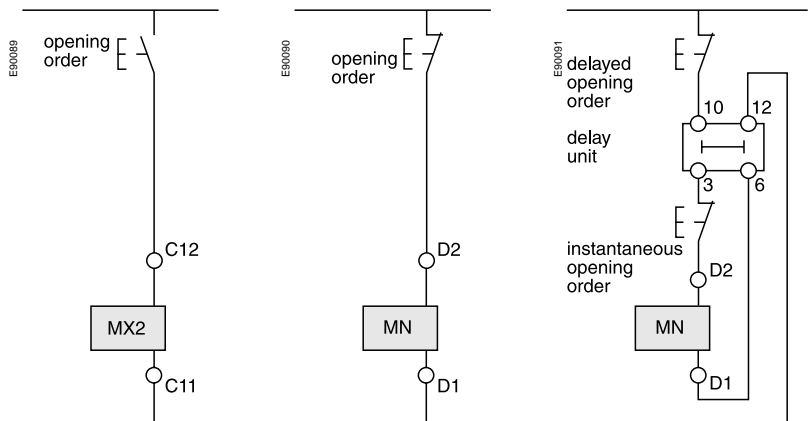 E90089
opening
order
C12
MX2
C11
E90090
opening
order
D2
MN
D1
E90091
delayed
opening
order
10
12
delay
unit
3
6
instantaneous
opening
order
D2
MN
D1